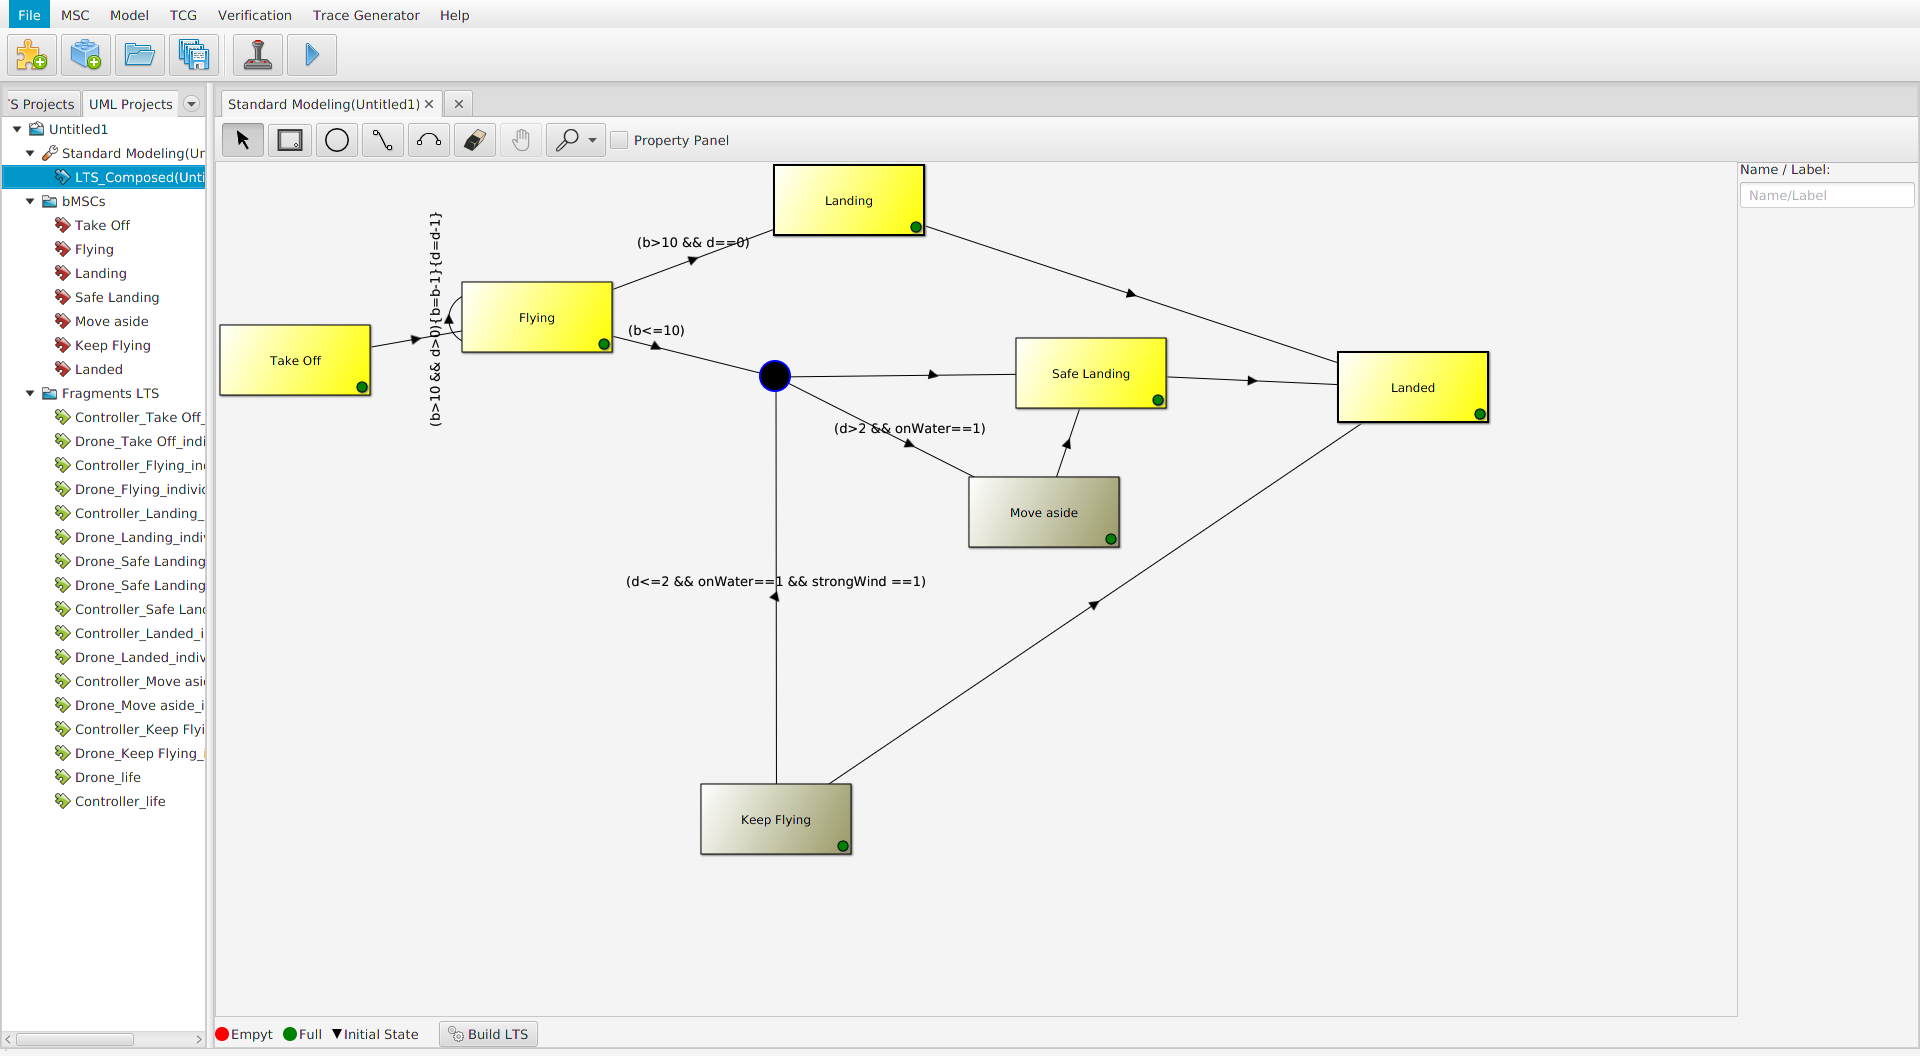 File MSC Model TCG Verification Trace Generator Help
'S Projects UML Projects
Standard Modeling(Untitled1)
Property Panel
Untitled1
Standard Modeling(Un
LTS_Composed(Unti
bMSCs
Take Off
Flying
Landing
Safe Landing
Move aside
Keep Flying
Landed
Fragments LTS
Controller_Take Off_
Drone_Take Off_indi
Controller_Flying_in
Drone_Flying_indivi
Controller_Landing_
Drone_Landing_indi
Drone_Safe Landing
Drone_Safe Landing
Controller_Safe Lan
Controller_Landed_i
Drone_Landed_indiv
Controller_Move asi
Drone_Move aside_i
Controller_Keep Flyi
Drone_Keep Flying_
Drone_life
Controller_life
Name / Label:
Name/Label
Landing
(b>10 && d==0)
(b>10 && d>0){b=b-1}{d=d-1}
Flying
(b<=10)
Take Off
Safe Landing
Landed
(d>2 && onWater==1)
Move aside
(d<=2 && onWater==1 && strongWind ==1)
Keep Flying
Empyt Full Initial State Build LTS